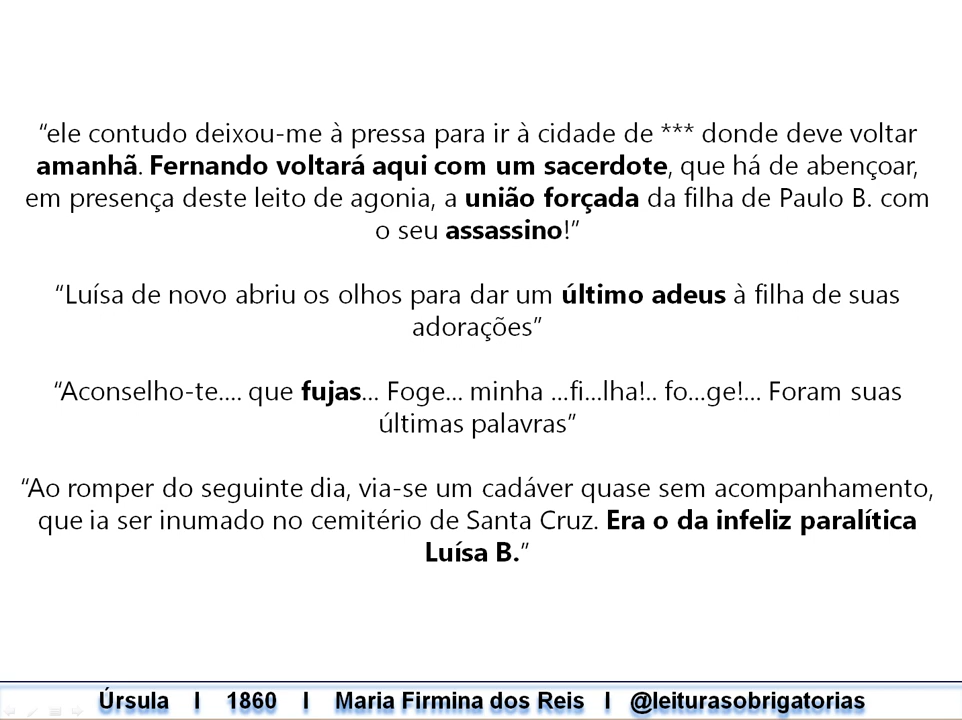 “ele contudo deixou-me à pressa para ir à cidade de *** donde deve voltar
amanhã. Fernando voltará aqui com um sacerdote, que há de abençoar,
em presença deste leito de agonia, a união forçada da filha de Paulo B. com
o seu assassino!”
“Luísa de novo abriu os olhos para dar um último adeus à filha de suas
adorações”
“Aconselho-te.... que fujas... Foge... minha ...fi...lha!.. fo...ge!... Foram suas
últimas palavras”
“Ao romper do seguinte dia, via-se um cadáver quase sem acompanhamento,
que ia ser inumado no cemitério de Santa Cruz. Era o da infeliz paralítica
Luísa B.”
Úrsula I 1860 I Maria Firmina dos Reis I @leiturasobrigatorias